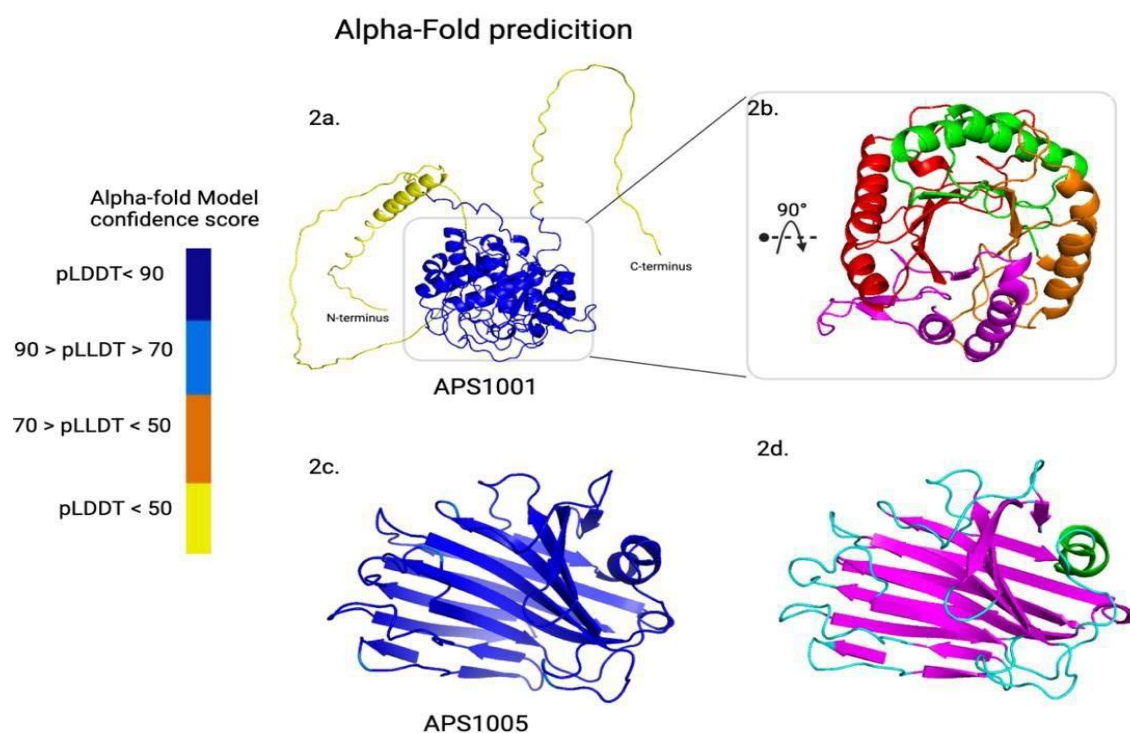 Alpha-Fold predicition
2a.
2b.
Alpha-fold Model
confidence score
pLDDT< 90
90 > pLLDT > 70
70 > pLLDT < 50
pLDDT < 50
N-terminus
C-terminus
90°
APS1001
2c.
2d.
APS1005